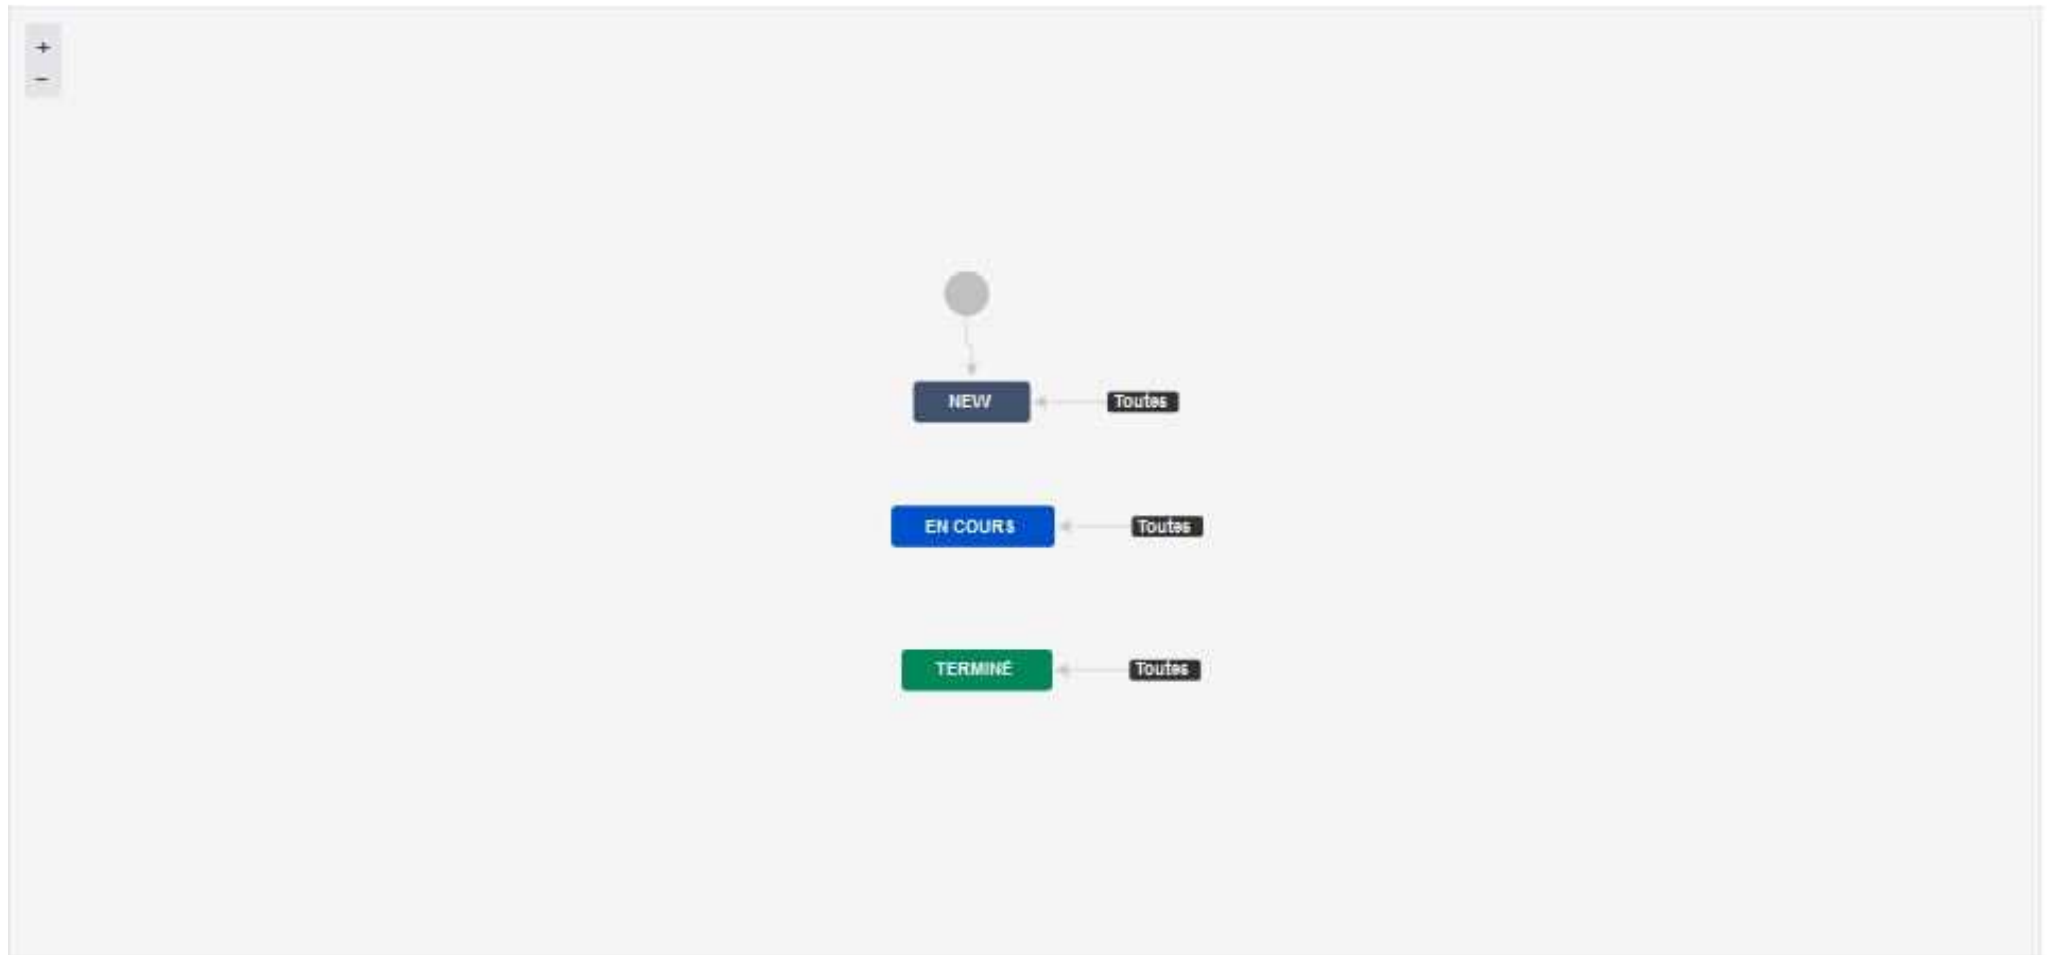 +
−
NEW
Toutes
EN COURS
Toutes
TERMINÉ
Toutes